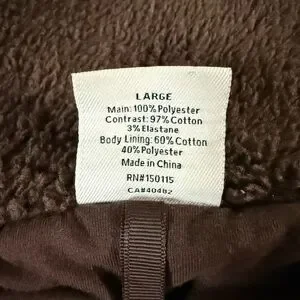 LARGE
Main: 100% Polyester
Contrast: 97% Cotton
3% Elastane
Body Lining: 60% Cotton
40% Polyester
Made in China
RN#150115
CA#40482